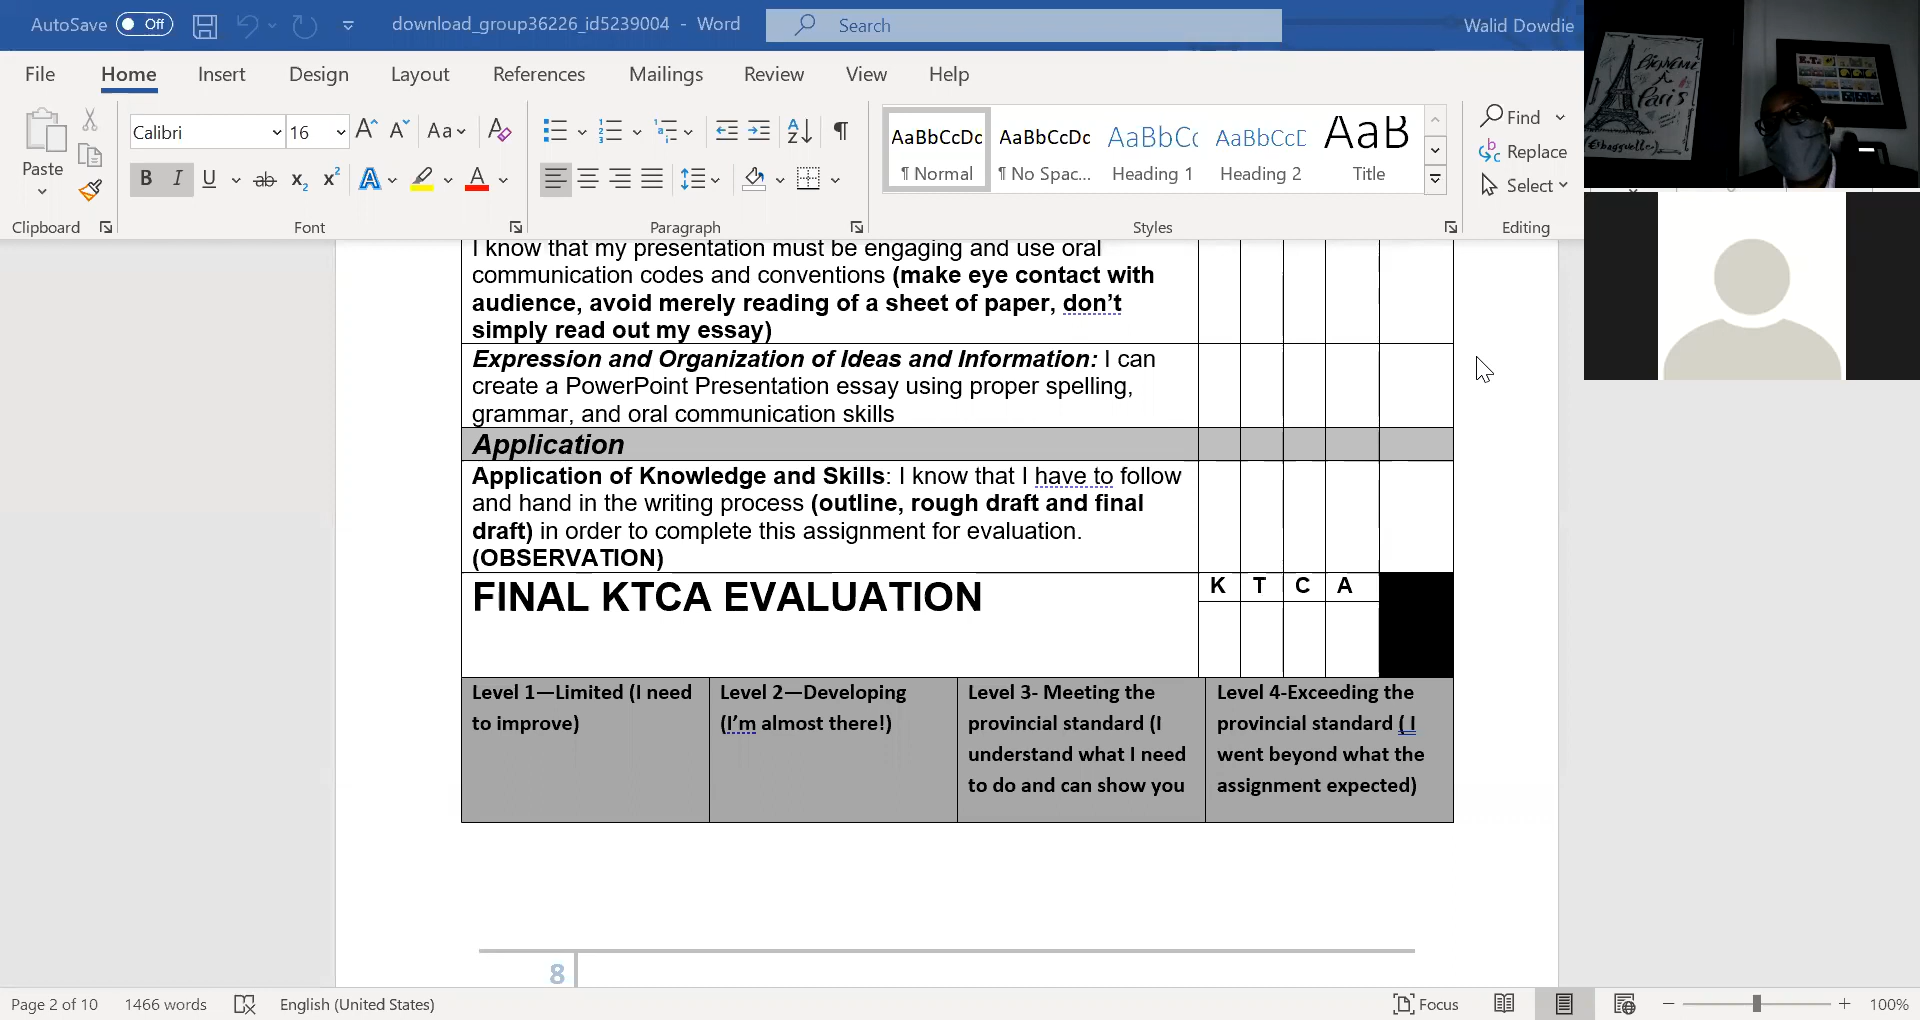 AutoSave Off download_group36226_id5239004 - Word Search Walid Dowdie
File Home Insert Design Layout References Mailings Review View Help
Calibri 16 Aa
Paste
B I U ab x2 x2 A A
AaBbCcDc AaBbCcDc AaBbCc AaBbCcD AaB
¶ Normal ¶ No Spac... Heading 1 Heading 2 Title
Find
Replace
Select
Clipboard Font Paragraph Styles Editing
BIENVENUE
A
Paris
I know that my presentation must be engaging and use oral
communication codes and conventions (make eye contact with
audience, avoid merely reading of a sheet of paper, don't
simply read out my essay)
Expression and Organization of Ideas and Information: I can
create a PowerPoint Presentation essay using proper spelling,
grammar, and oral communication skills
Application
Application of Knowledge and Skills: I know that I have to follow
and hand in the writing process (outline, rough draft and final
draft) in order to complete this assignment for evaluation.
(OBSERVATION)
FINAL KTCA EVALUATION K T C A
Level 1—Limited (I need
to improve)
Level 2—Developing
(I'm almost there!)
Level 3- Meeting the
provincial standard (I
understand what I need
to do and can show you
Level 4-Exceeding the
provincial standard ( I
went beyond what the
assignment expected)
8
Page 2 of 10 1466 words English (United States) Focus 100%